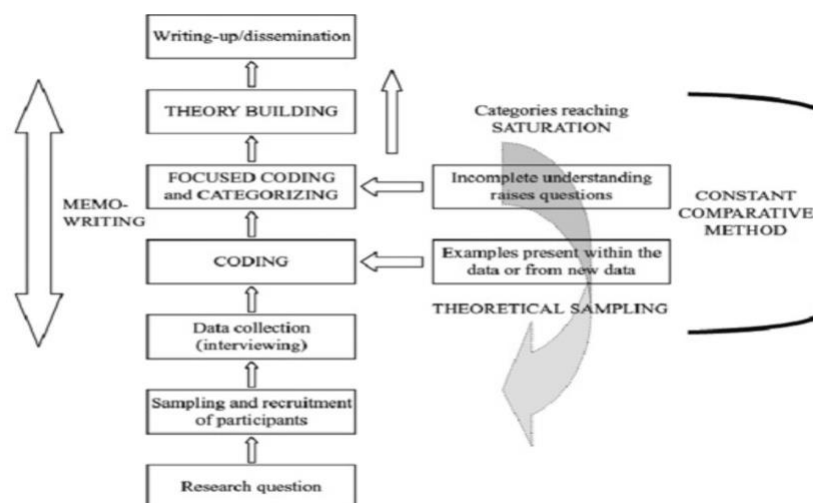 Writing-up/dissemination
THEORY BUILDING
Categories reaching
SATURATION
FOCUSED CODING
and CATEGORIZING
Incomplete understanding
raises questions
MEMO-
WRITING
CONSTANT
COMPARATIVE
METHOD
CODING
Examples present within the
data or from new data
THEORETICAL SAMPLING
Data collection
(interviewing)
Sampling and recruitment
of participants
Research question